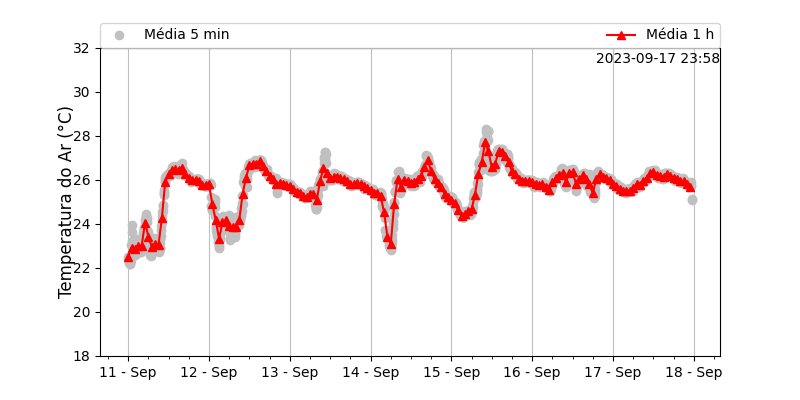 Média 5 min
Média 1 h
2023-09-17 23:58
Temperatura do Ar (°C)
32
30
28
26
24
22
20
18
11 - Sep
12 - Sep
13 - Sep
14 - Sep
15 - Sep
16 - Sep
17 - Sep
18 - Sep